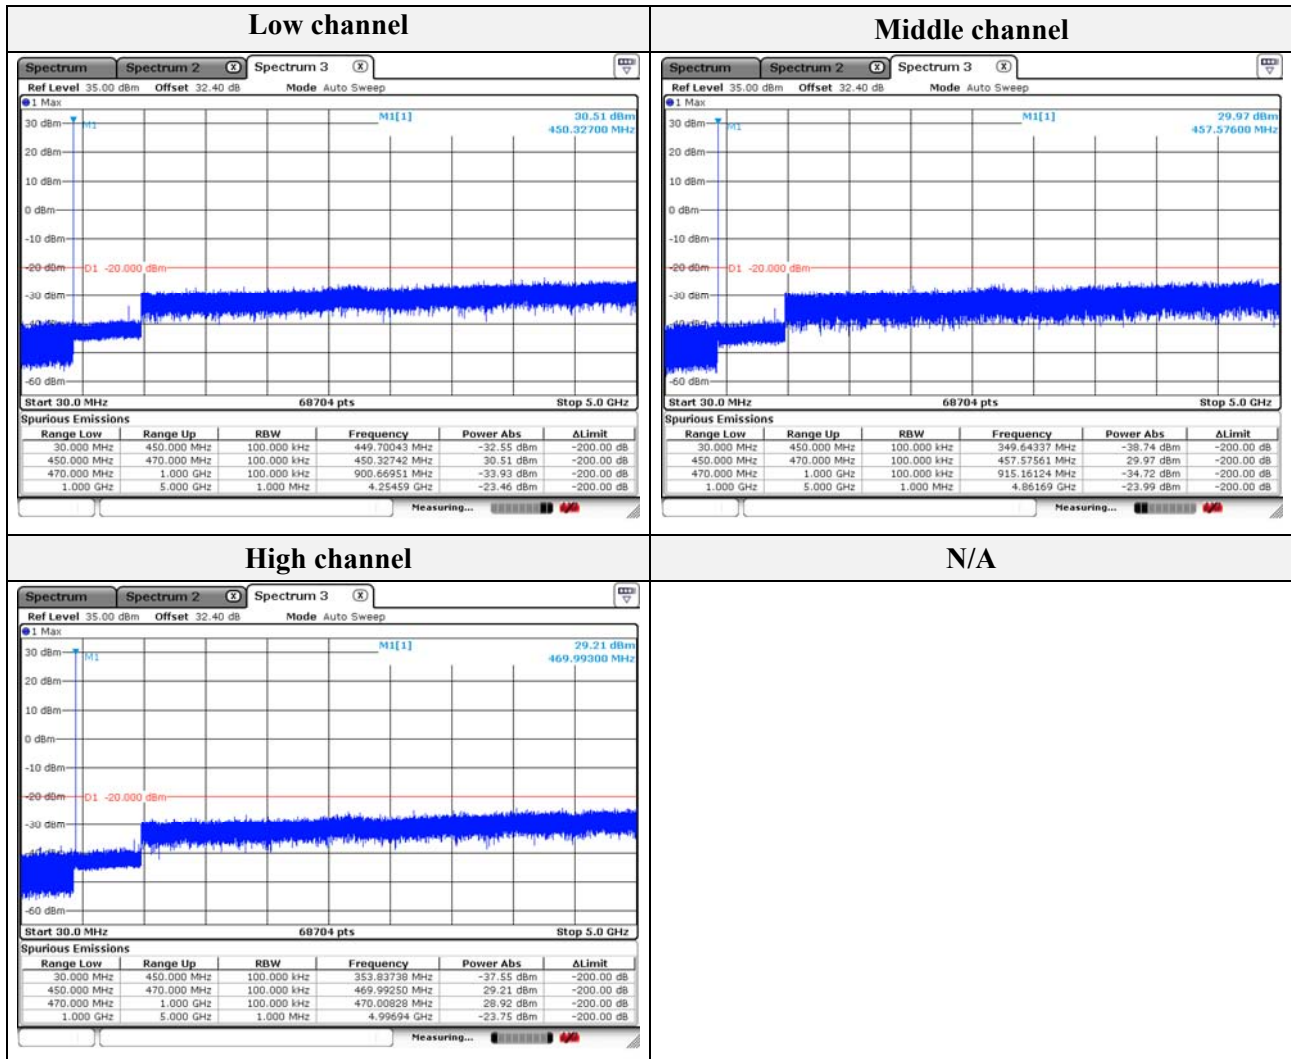 Low channel
Spectrum Spectrum 2 X Spectrum 3 X
Ref Level 35.00 dBm Offset 32.40 dB Mode Auto Sweep
1 Max
M1[1] 30.51 dBm
450.32700 MHz
30 dBm
M1
20 dBm
10 dBm
0 dBm
-10 dBm
-20 dBm D1 -20.000 dBm
-30 dBm
-40 dBm
-60 dBm
Start 30.0 MHz 68704 pts Stop 5.0 GHz
Spurious Emissions
Range Low Range Up RBW Frequency Power Abs ΔLimit
30.000 MHz 450.000 MHz 100.000 kHz 449.70043 MHz -32.55 dBm -200.00 dB
450.000 MHz 470.000 MHz 100.000 kHz 450.32742 MHz 30.51 dBm -200.00 dB
470.000 MHz 1.000 GHz 100.000 kHz 900.66951 MHz -33.93 dBm -200.00 dB
1.000 GHz 5.000 GHz 1.000 MHz 4.25459 GHz -23.46 dBm -200.00 dB
Measuring...
Middle channel
Spectrum Spectrum 2 X Spectrum 3 X
Ref Level 35.00 dBm Offset 32.40 dB Mode Auto Sweep
1 Max
M1[1] 29.97 dBm
457.57600 MHz
30 dBm
M1
20 dBm
10 dBm
0 dBm
-10 dBm
-20 dBm D1 -20.000 dBm
-30 dBm
-40 dBm
-60 dBm
Start 30.0 MHz 68704 pts Stop 5.0 GHz
Spurious Emissions
Range Low Range Up RBW Frequency Power Abs ΔLimit
30.000 MHz 450.000 MHz 100.000 kHz 349.64337 MHz -38.74 dBm -200.00 dB
450.000 MHz 470.000 MHz 100.000 kHz 457.57561 MHz 29.97 dBm -200.00 dB
470.000 MHz 1.000 GHz 100.000 kHz 915.16124 MHz -34.72 dBm -200.00 dB
1.000 GHz 5.000 GHz 1.000 MHz 4.86169 GHz -23.99 dBm -200.00 dB
Measuring...
High channel
Spectrum Spectrum 2 X Spectrum 3 X
Ref Level 35.00 dBm Offset 32.40 dB Mode Auto Sweep
1 Max
M1[1] 29.21 dBm
469.99300 MHz
30 dBm
M1
20 dBm
10 dBm
0 dBm
-10 dBm
-20 dBm D1 -20.000 dBm
-30 dBm
-40 dBm
-60 dBm
Start 30.0 MHz 68704 pts Stop 5.0 GHz
Spurious Emissions
Range Low Range Up RBW Frequency Power Abs ΔLimit
30.000 MHz 450.000 MHz 100.000 kHz 353.83738 MHz -37.55 dBm -200.00 dB
450.000 MHz 470.000 MHz 100.000 kHz 469.99250 MHz 29.21 dBm -200.00 dB
470.000 MHz 1.000 GHz 100.000 kHz 470.00828 MHz 28.92 dBm -200.00 dB
1.000 GHz 5.000 GHz 1.000 MHz 4.99694 GHz -23.75 dBm -200.00 dB
Measuring...
N/A